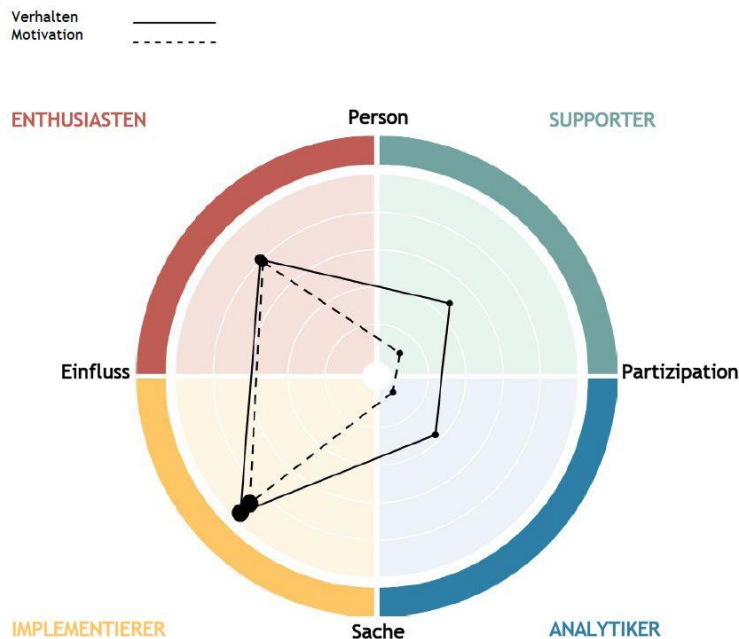 Verhalten
Motivation
ENTHUSIASTEN
Person
SUPPORTER
Einfluss
Partizipation
IMPLEMENTIERER
Sache
ANALYTIKER